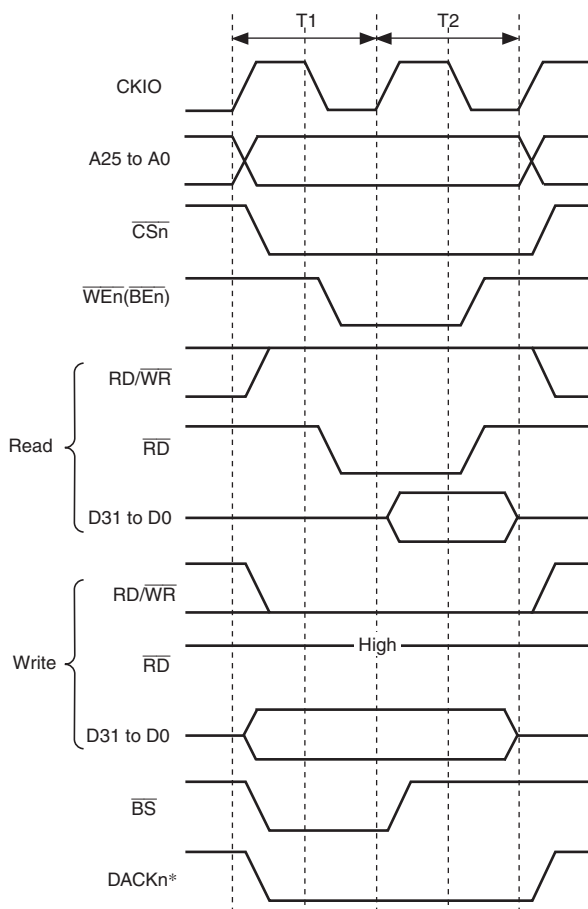 T1 T2
CKIO
A25 to A0
CSn
WEn(BEn)
Read
RD/WR
RD
D31 to D0
Write
RD/WR
RD
High
D31 to D0
BS
DACKn*